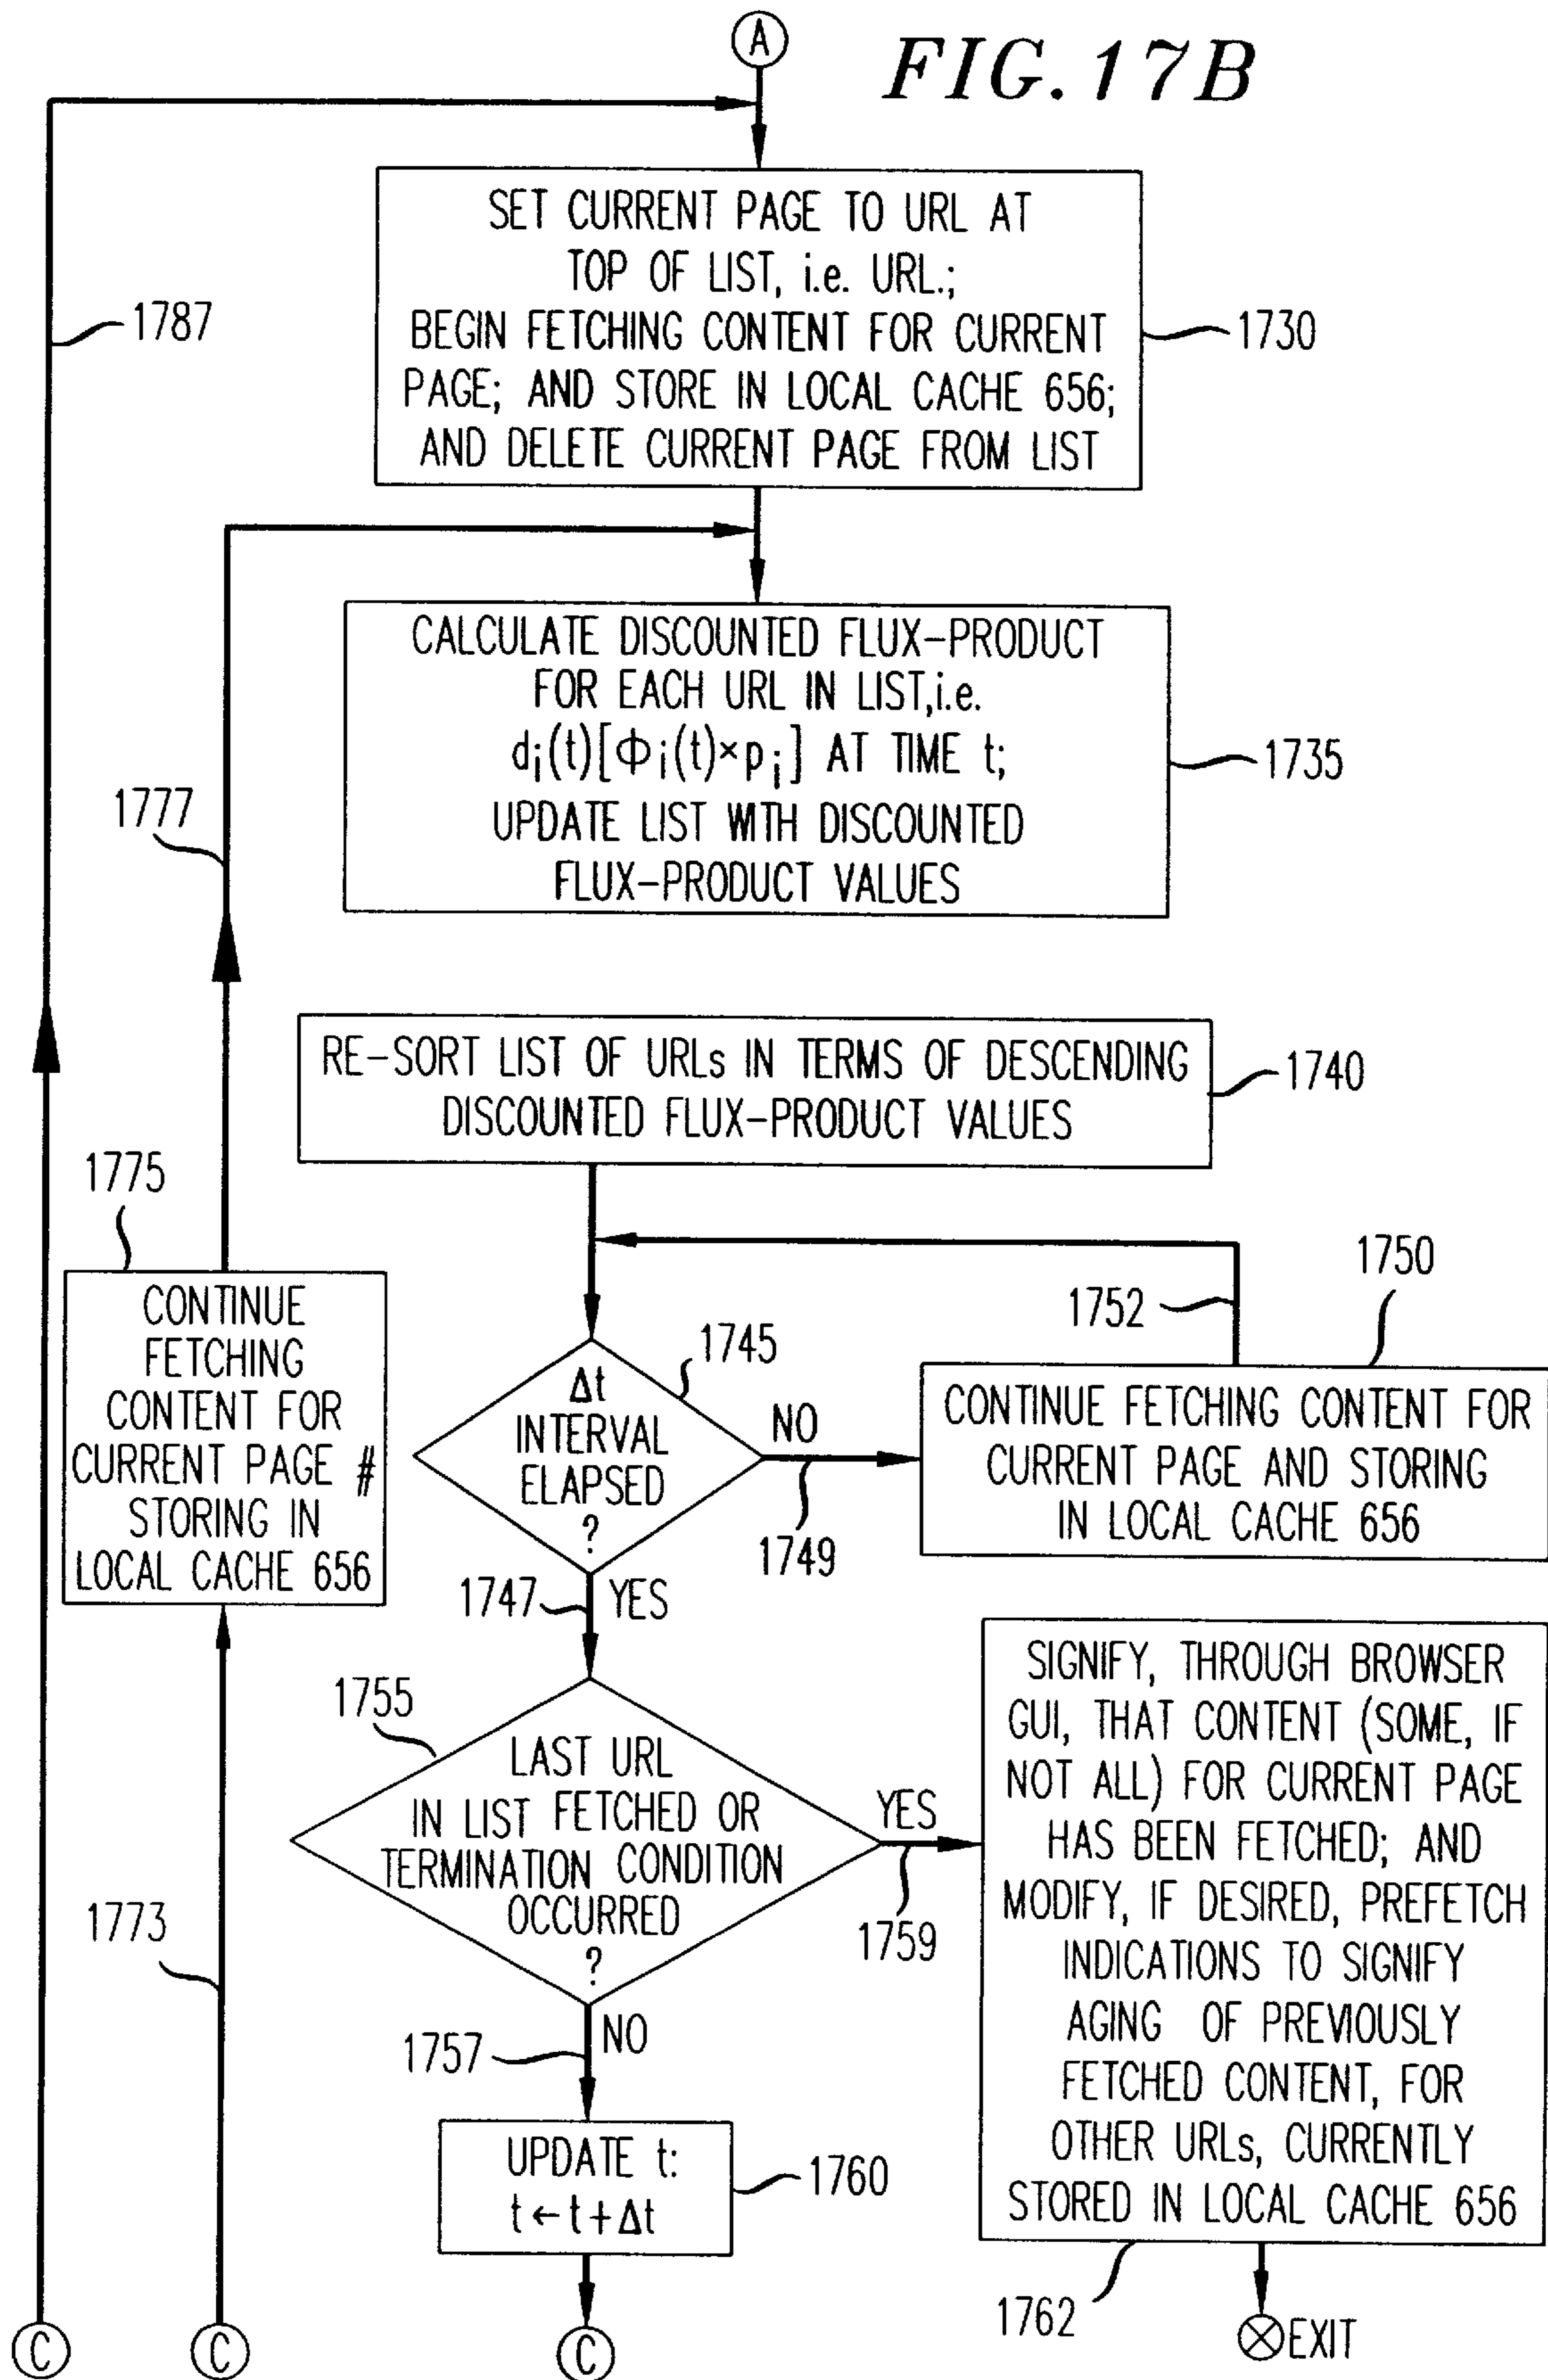 A
FIG. 17B
1787
SET CURRENT PAGE TO URL AT
TOP OF LIST, i.e. URL.;
BEGIN FETCHING CONTENT FOR CURRENT
PAGE; AND STORE IN LOCAL CACHE 656;
AND DELETE CURRENT PAGE FROM LIST
1730
1777
CALCULATE DISCOUNTED FLUX-PRODUCT
FOR EACH URL IN LIST,i.e.
di(t)[Φi(t)×pi] AT TIME t;
UPDATE LIST WITH DISCOUNTED
FLUX-PRODUCT VALUES
1735
RE-SORT LIST OF URLs IN TERMS OF DESCENDING
DISCOUNTED FLUX-PRODUCT VALUES
1740
1775
CONTINUE
FETCHING
CONTENT FOR
CURRENT PAGE #
STORING IN
LOCAL CACHE 656
1745
Δt
INTERVAL
ELAPSED
?
NO
1749
1752
1750
CONTINUE FETCHING CONTENT FOR
CURRENT PAGE AND STORING
IN LOCAL CACHE 656
1747
YES
1755
LAST URL
IN LIST FETCHED OR
TERMINATION CONDITION
OCCURRED
?
YES
1759
SIGNIFY, THROUGH BROWSER
GUI, THAT CONTENT (SOME, IF
NOT ALL) FOR CURRENT PAGE
HAS BEEN FETCHED; AND
MODIFY, IF DESIRED, PREFETCH
INDICATIONS TO SIGNIFY
AGING OF PREVIOUSLY
FETCHED CONTENT, FOR
OTHER URLs, CURRENTLY
STORED IN LOCAL CACHE 656
1773
1757
NO
UPDATE t:
t←t+Δt
1760
1762
C
C
C
EXIT